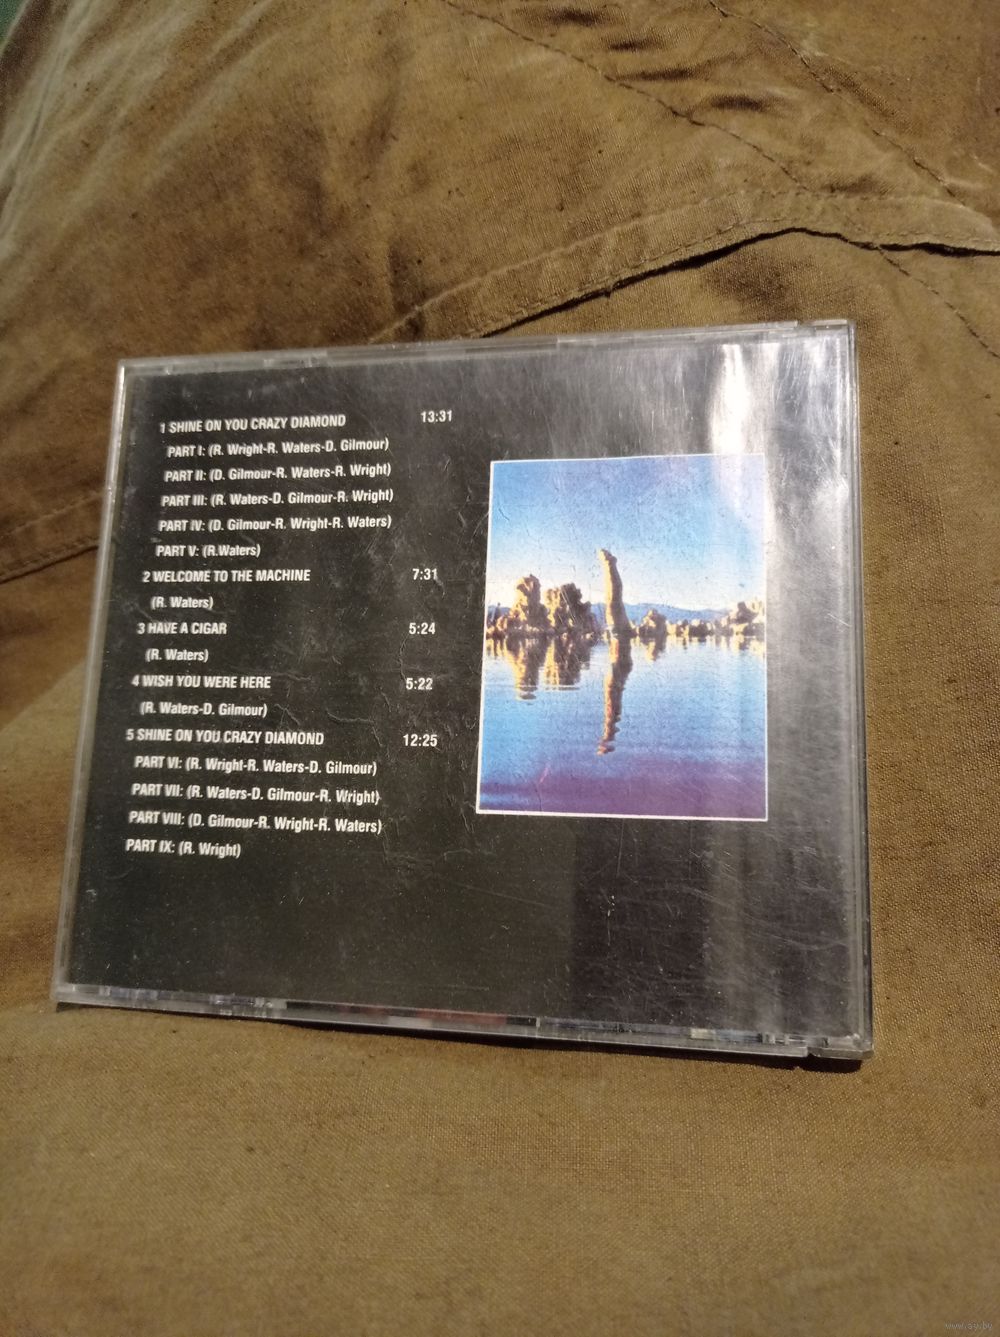 1 SHINE ON YOU CRAZY DIAMOND 13:31
PART I: (R. Wright-R. Waters-D. Gilmour)
PART II: (D. Gilmour-R. Waters-R. Wright)
PART III: (R. Waters-D. Gilmour-R. Wright)
PART IV: (D. Gilmour-R. Wright-R. Waters)
PART V: (R.Waters)
2 WELCOME TO THE MACHINE 7:31
(R. Waters)
3 HAVE A CIGAR 5:24
(R. Waters)
4 WISH YOU WERE HERE 5:22
(R. Waters-D. Gilmour)
5 SHINE ON YOU CRAZY DIAMOND 12:25
PART VI: (R. Wright-R. Waters-D. Gilmour)
PART VII: (R. Waters-D. Gilmour-R. Wright)
PART VIII: (D. Gilmour-R. Wright-R. Waters)
PART IX: (R. Wright)
www.ay.by